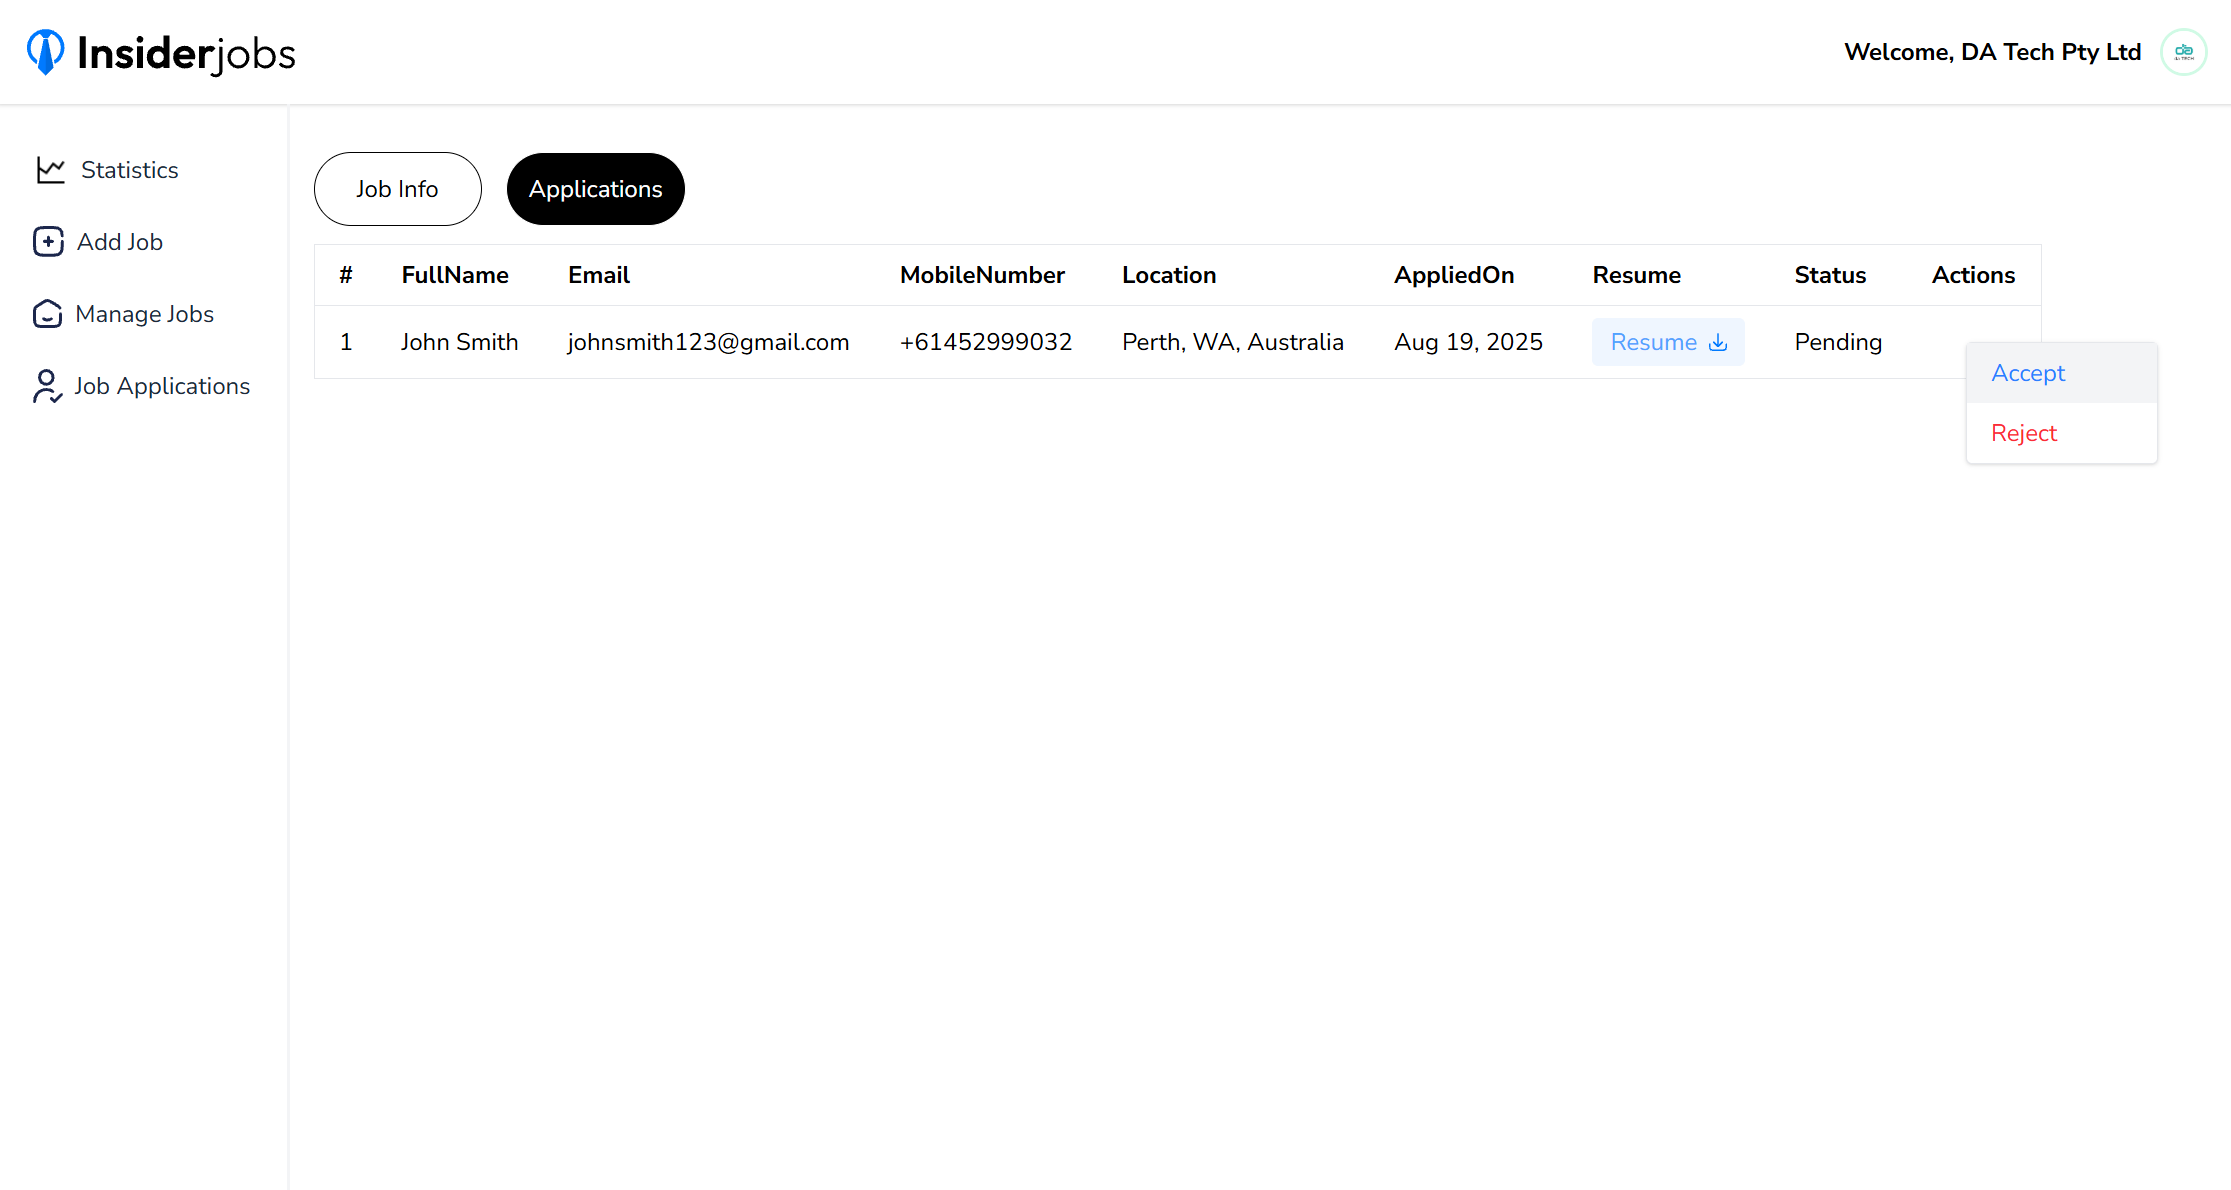 Insiderjobs
Welcome, DA Tech Pty Ltd
Statistics
Add Job
Manage Jobs
Job Applications
Job Info
Applications
# FullName Email MobileNumber Location AppliedOn Resume Status Actions
1 John Smith johnsmith123@gmail.com +61452999032 Perth, WA, Australia Aug 19, 2025 Resume Pending
Accept
Reject